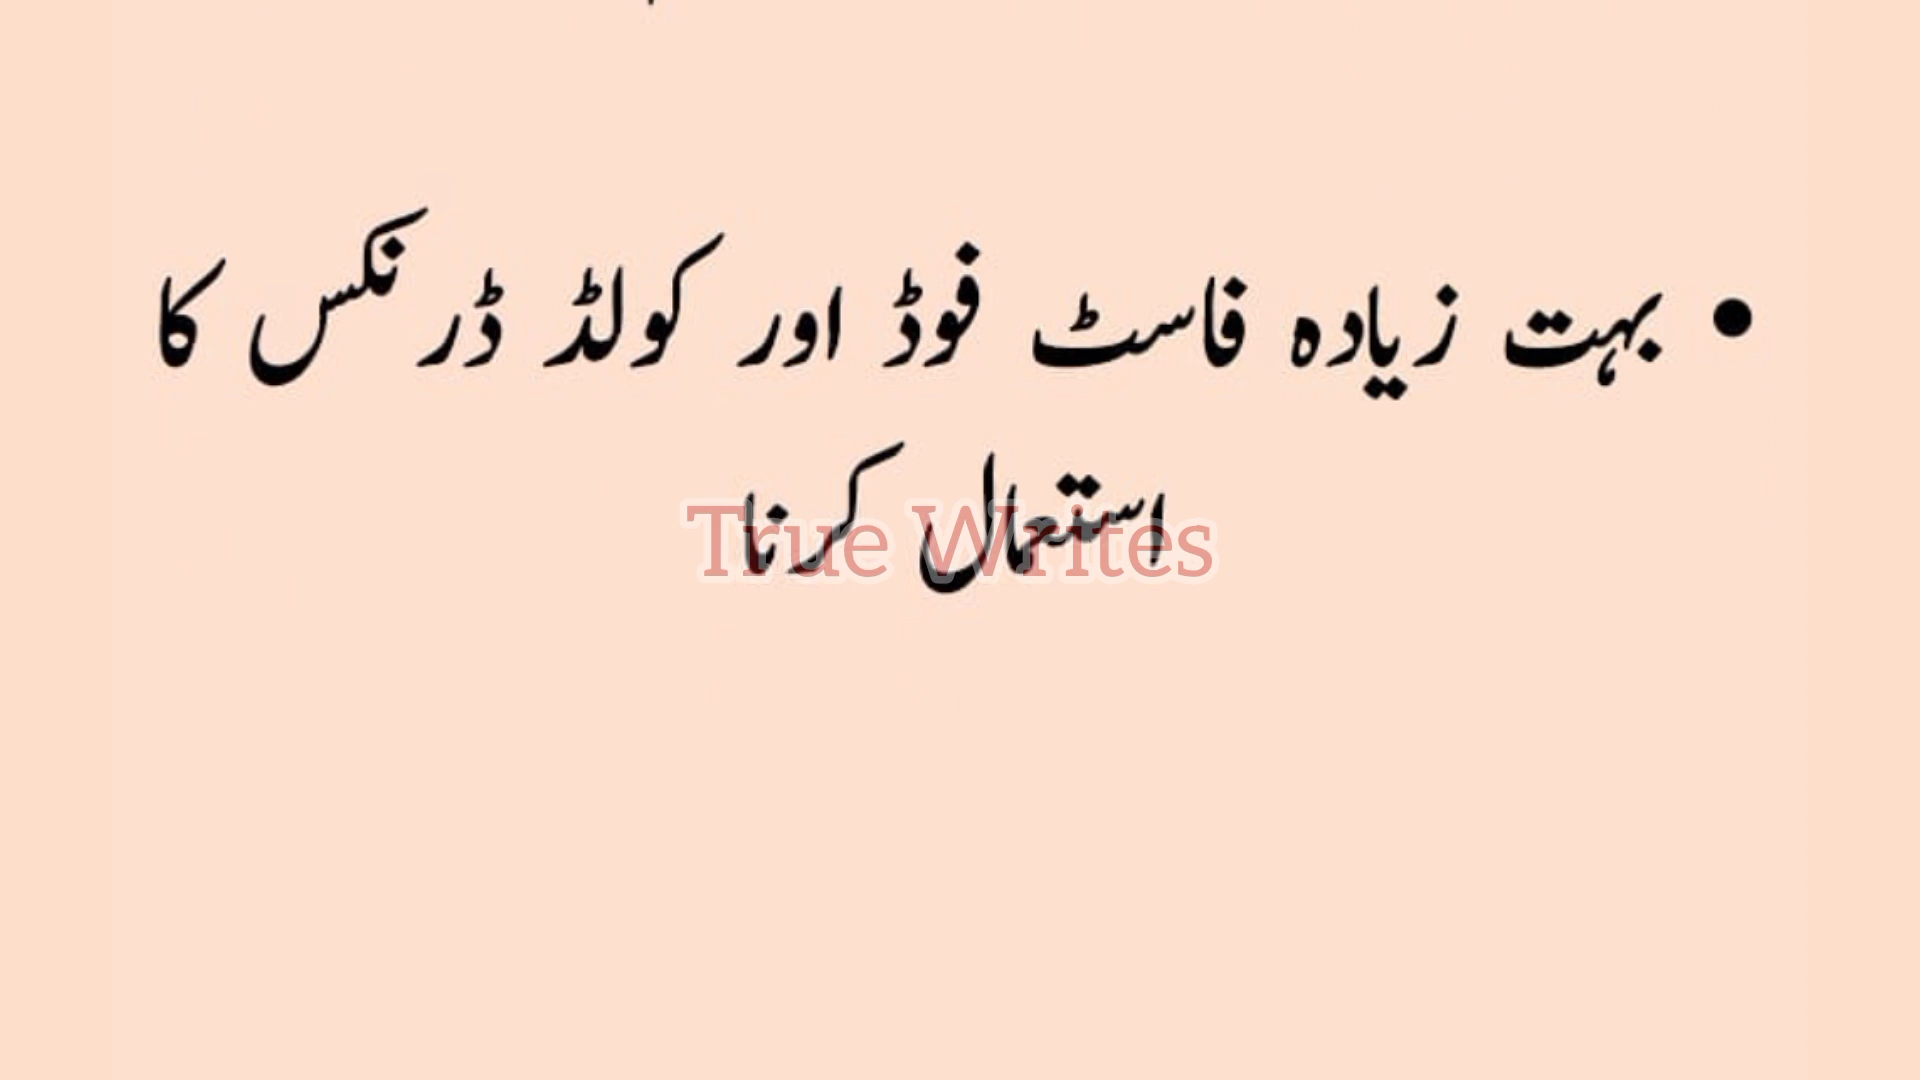 • بہت زیادہ فاسٹ فوڈ اور کولڈ ڈرنکس کا
استعمال کرنا
True Writes